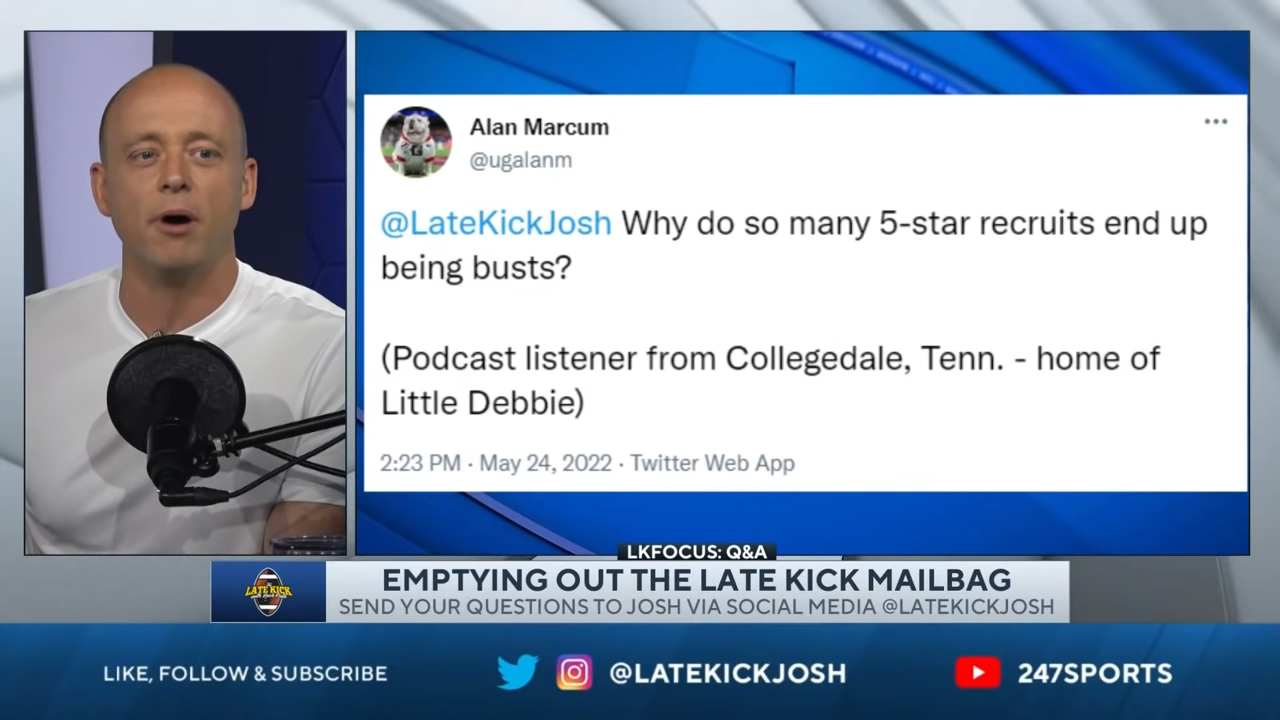 Alan Marcum
@ugalanm
@LateKickJosh Why do so many 5-star recruits end up
being busts?
(Podcast listener from Collegedale, Tenn. - home of
Little Debbie)
2:23 PM · May 24, 2022 · Twitter Web App
LKFOCUS: Q&A
LATE KICK
EMPTYING OUT THE LATE KICK MAILBAG
SEND YOUR QUESTIONS TO JOSH VIA SOCIAL MEDIA @LATEKICKJOSH
LIKE, FOLLOW & SUBSCRIBE
@LATEKICKJOSH
247SPORTS